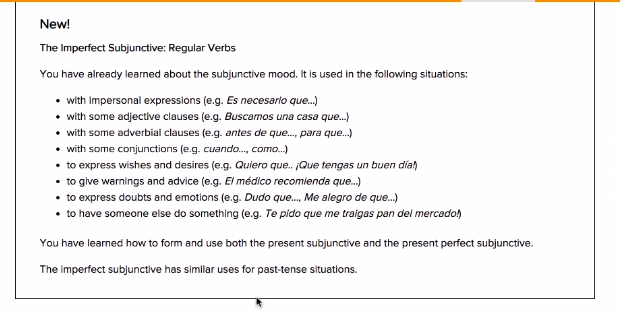 New!
The Imperfect Subjunctive: Regular Verbs
You have already learned about the subjunctive mood. It is used in the following situations:
• with impersonal expressions (e.g. Es necesario que...)
• with some adjective clauses (e.g. Buscamos una casa que...)
• with some adverbial clauses (e.g. antes de que..., para que...)
• with some conjunctions (e.g. cuando..., como...)
• to express wishes and desires (e.g. Quiero que.. ¡Que tengas un buen día!)
• to give warnings and advice (e.g. El médico recomienda que...)
• to express doubts and emotions (e.g. Dudo que..., Me alegro de que...)
• to have someone else do something (e.g. Te pido que me traigas pan del mercado!)
You have learned how to form and use both the present subjunctive and the present perfect subjunctive.
The imperfect subjunctive has similar uses for past-tense situations.